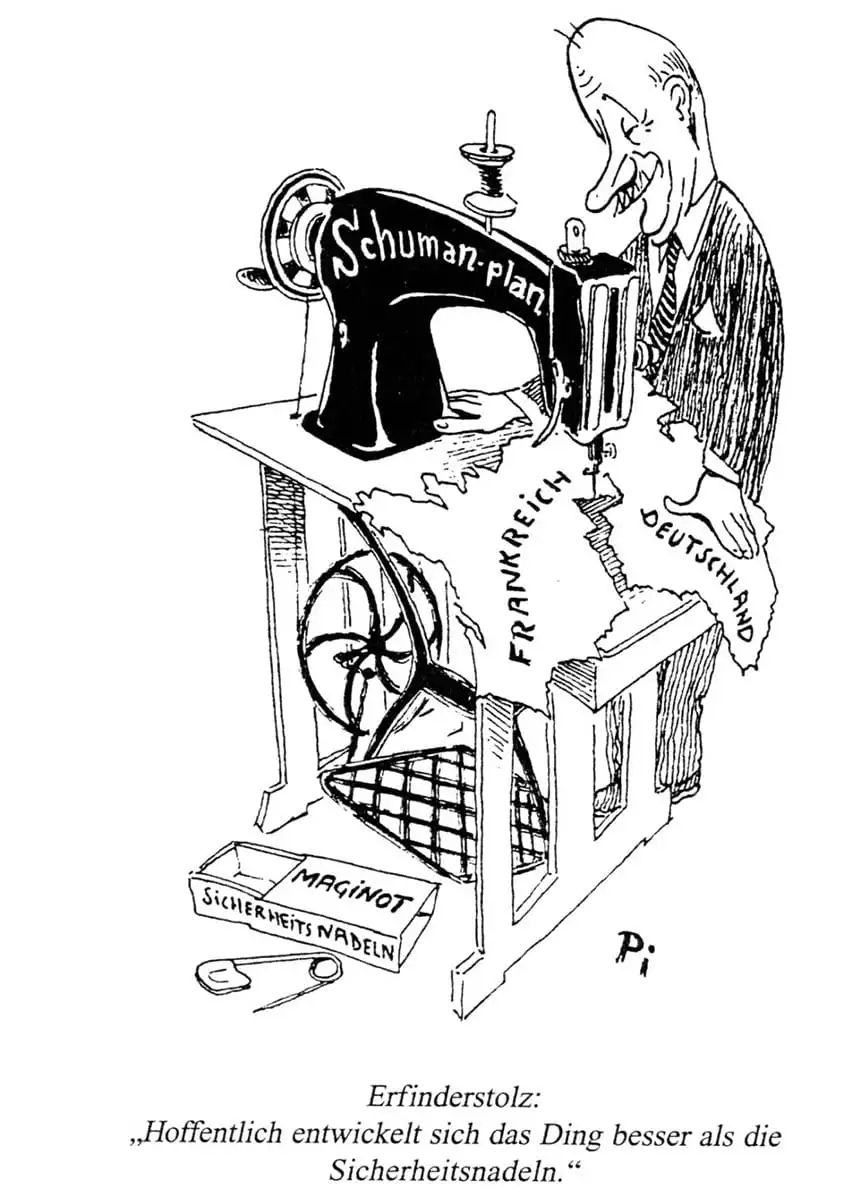 Schuman-plan
FRANKREICH
DEUTSCHLAND
MAGINOT
SICHERHEITSNADELN
Pi
Erfinderstolz:
„Hoffentlich entwickelt sich das Ding besser als die
Sicherheitsnadeln.“